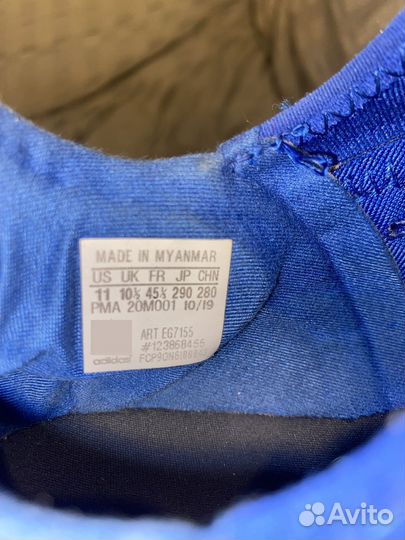 MADE IN MYANMAR
US UK FR JP CHN
11 10½ 45⅓ 290 280
PMA 20M001 10/19
ART EG7155
#123868455
adidas
Avito